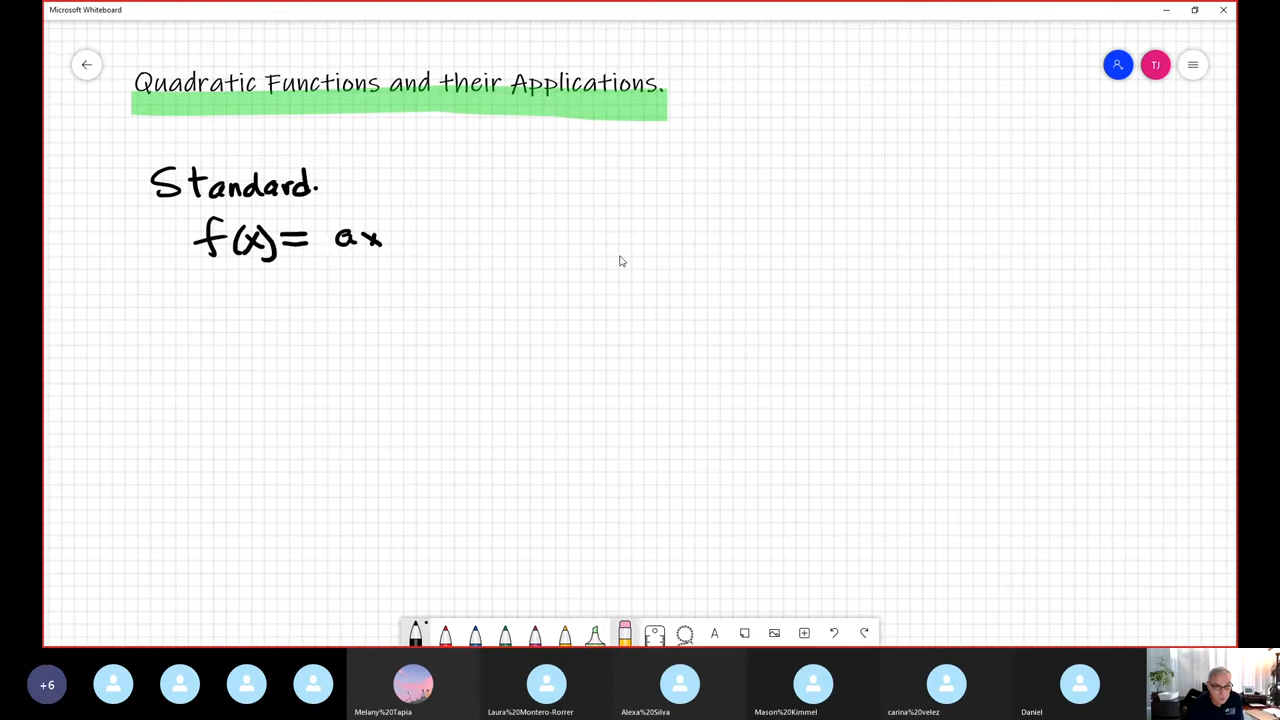 Microsoft Whiteboard
Quadratic Functions and their Applications.
TJ
Standard.
f(x)= ax
A
+6
Melany%20Tapia
Laura%20Montero-Rorrer
Alexa%20Silva
Mason%20Kimmel
carina%20velez
Daniel